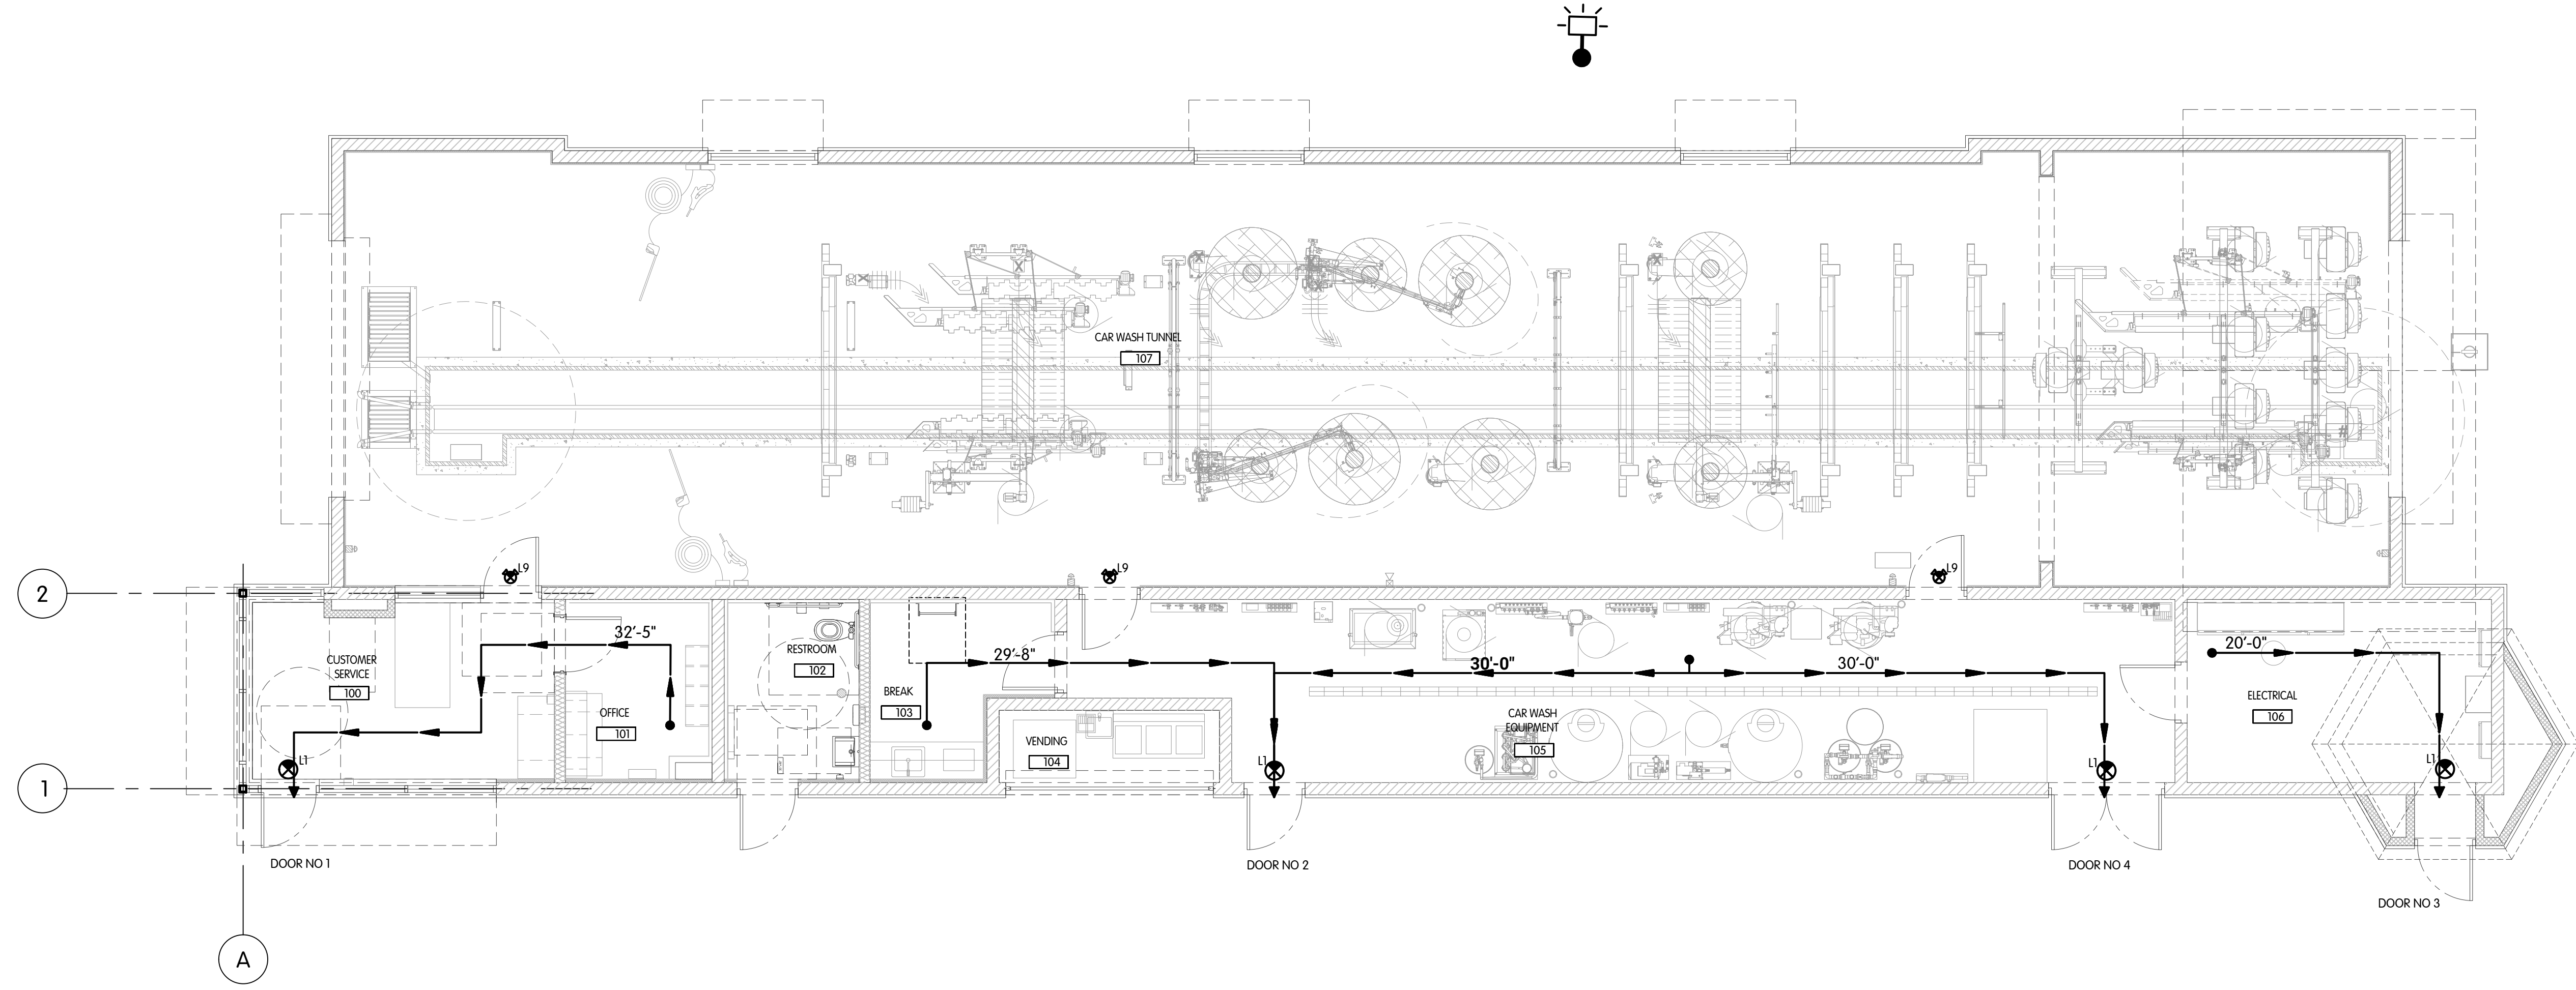 CAR WASH TUNNEL
107
2
L9
L9
L9
32'-5"
29'-8"
30'-0"
30'-0"
20'-0"
CUSTOMER
SERVICE
100
OFFICE
101
RESTROOM
102
BREAK
103
VENDING
104
CAR WASH
EQUIPMENT
105
ELECTRICAL
106
L1
L1
L1
L1
1
DOOR NO 1
DOOR NO 2
DOOR NO 4
DOOR NO 3
A